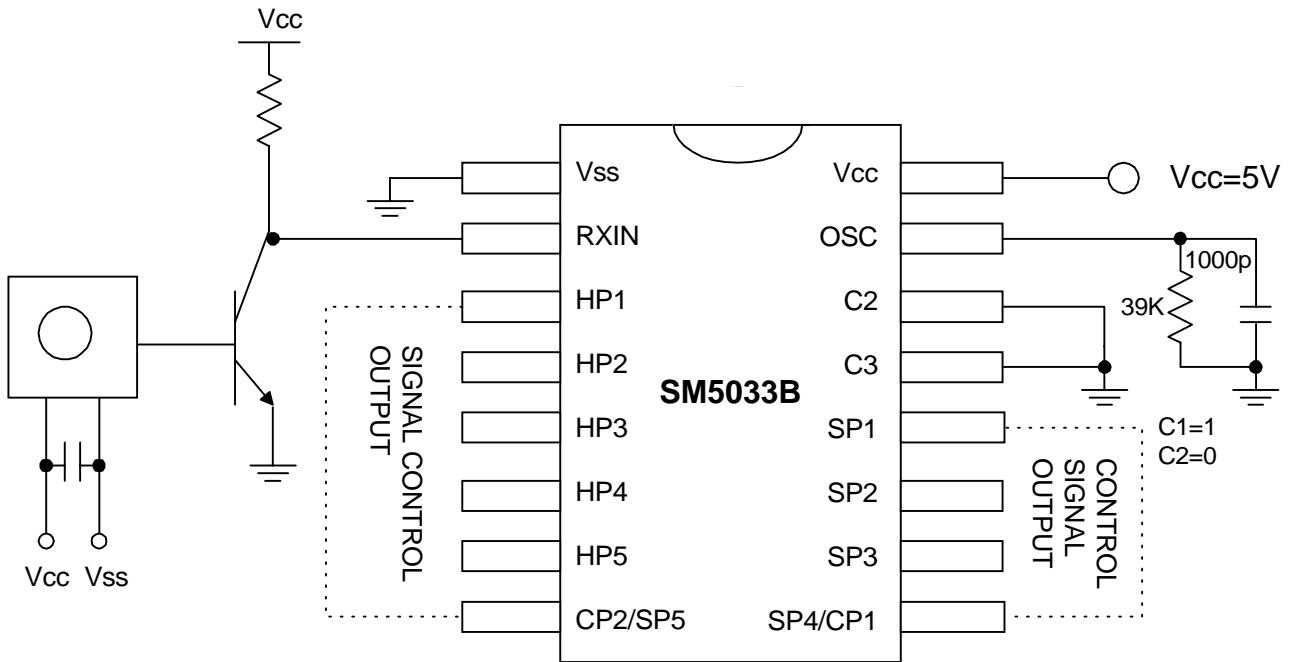 Vcc
Vss
Vcc
Vcc=5V
RXIN
OSC
1000p
HP1
C2
39K
HP2
C3
SM5033B
HP3
SP1
C1=1
C2=0
HP4
SP2
HP5
SP3
CP2/SP5
SP4/CP1
SIGNAL CONTROL
OUTPUT
CONTROL
SIGNAL
OUTPUT
Vcc Vss